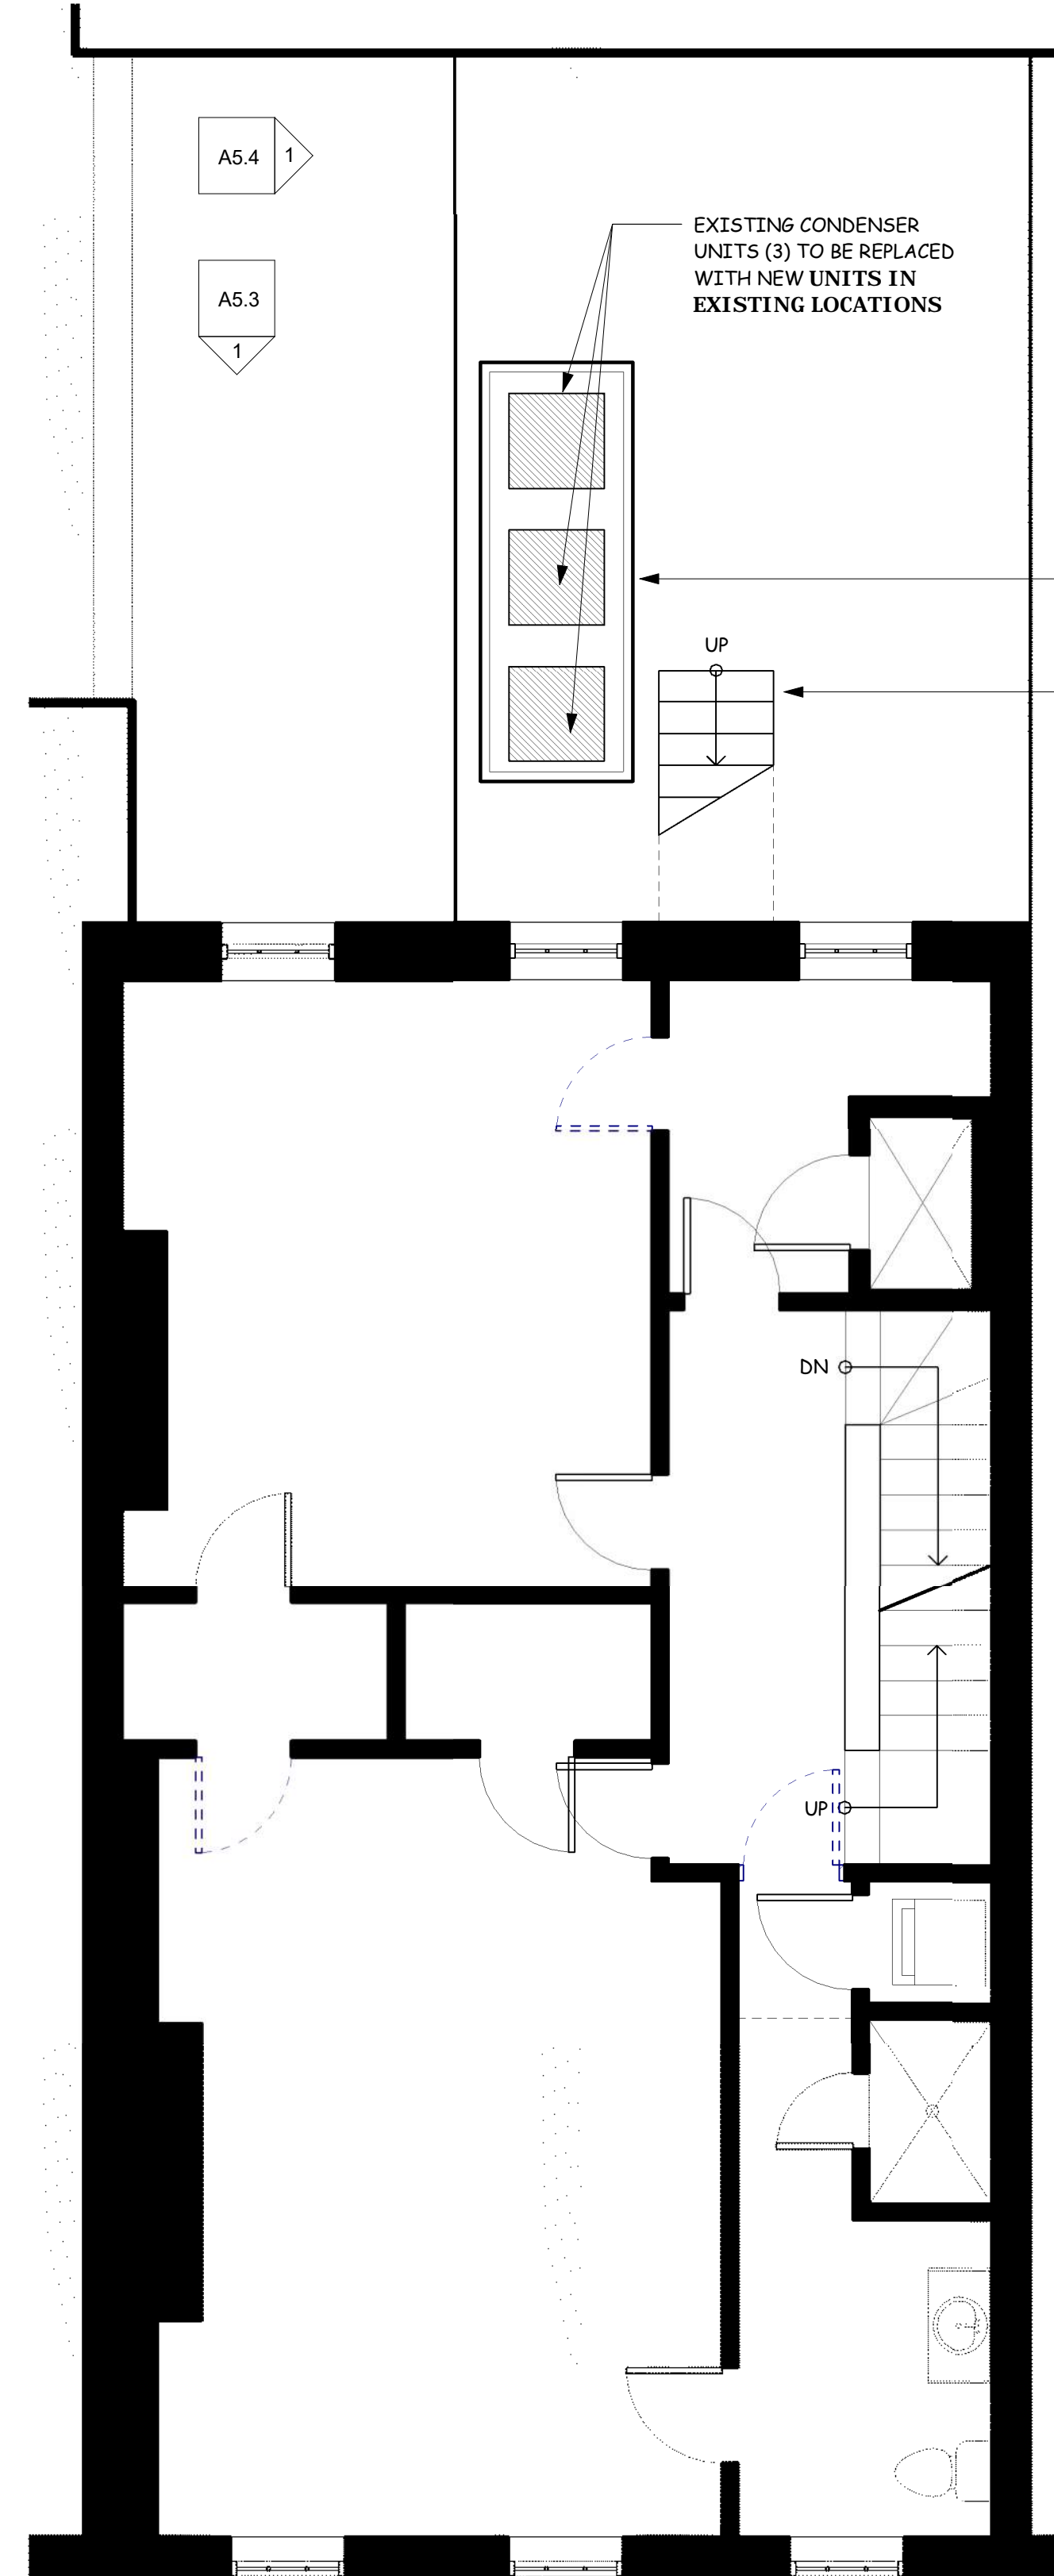 A5.4
1
A5.3
1
EXISTING CONDENSER
UNITS (3) TO BE REPLACED
WITH NEW UNITS IN
EXISTING LOCATIONS
UP
DN
UP